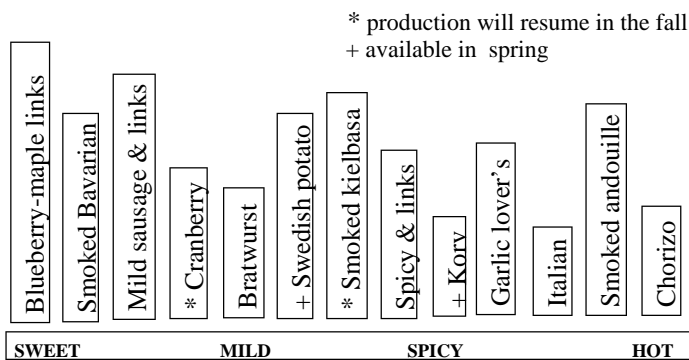 * production will resume in the fall
+ available in spring
Blueberry-maple links
Smoked Bavarian
Mild sausage & links
* Cranberry
Bratwurst
+ Swedish potato
* Smoked kielbasa
Spicy & links
+ Korv
Garlic lover's
Italian
Smoked andouille
Chorizo
SWEET MILD SPICY HOT